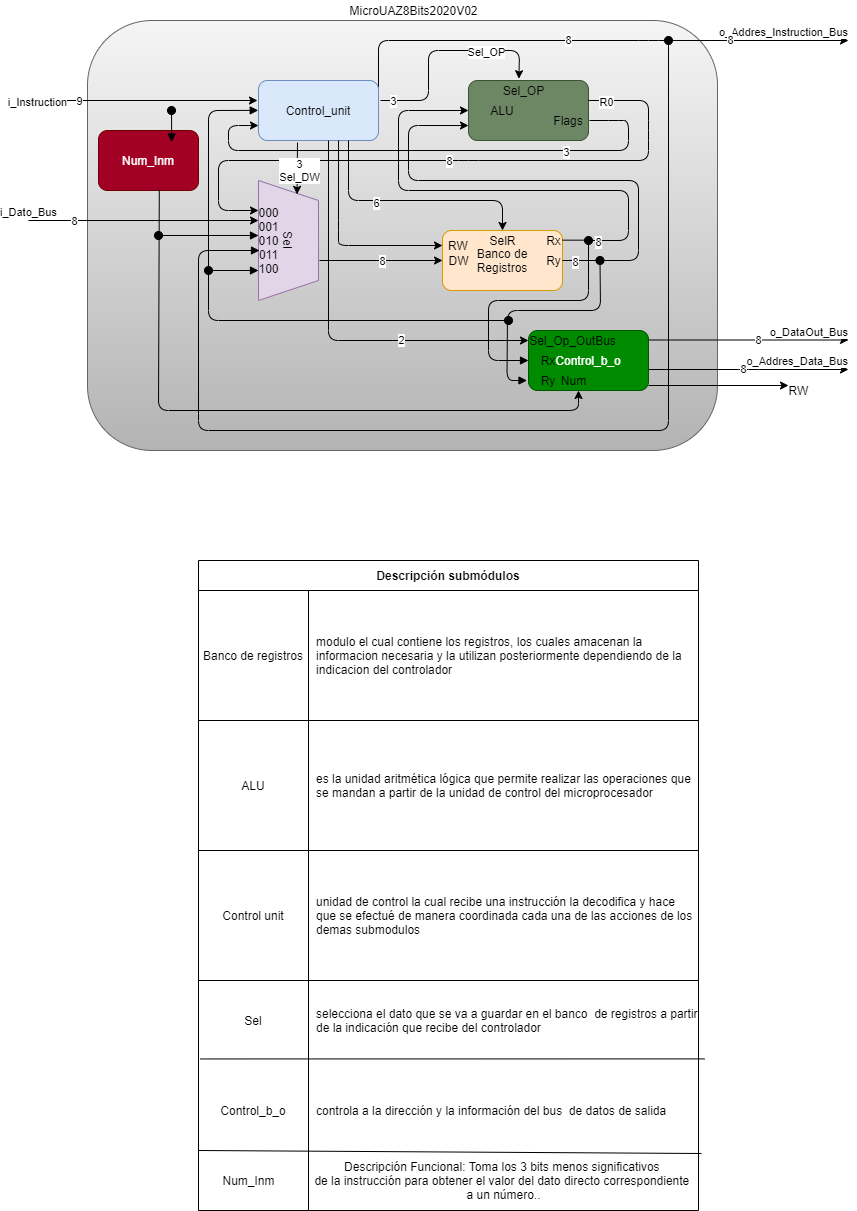 MicroUAZ8Bits2020V02
o_Addres_Instruction_Bus
8
8
Sel_OP
i_Instruction
9
Control_unit
3
Sel_OP
ALU
R0
Flags
Num_Inm
3
Sel_DW
8
3
i_Dato_Bus
8
000
001
010
011
100
Sel
6
8
RW
DW
SelR
Banco de
Registros
Rx
Ry
8
8
2
Sel_Op_OutBus
Rx
Control_b_o
Ry
Num
8
o_DataOut_Bus
8
o_Addres_Data_Bus
RW
Descripción submódulos
Banco de registros
modulo el cual contiene los registros, los cuales amacenan la
informacion necesaria y la utilizan posteriormente dependiendo de la
indicacion del controlador
ALU
es la unidad aritmética lógica que permite realizar las operaciones que
se mandan a partir de la unidad de control del microprocesador
Control unit
unidad de control la cual recibe una instrucción la decodifica y hace
que se efectué de manera coordinada cada una de las acciones de los
demas submodulos
Sel
selecciona el dato que se va a guardar en el banco  de registros a partir
de la indicación que recibe del controlador
Control_b_o
controla a la dirección y la información del bus  de datos de salida
Num_Inm
Descripción Funcional: Toma los 3 bits menos significativos
de la instrucción para obtener el valor del dato directo correspondiente
a un número..